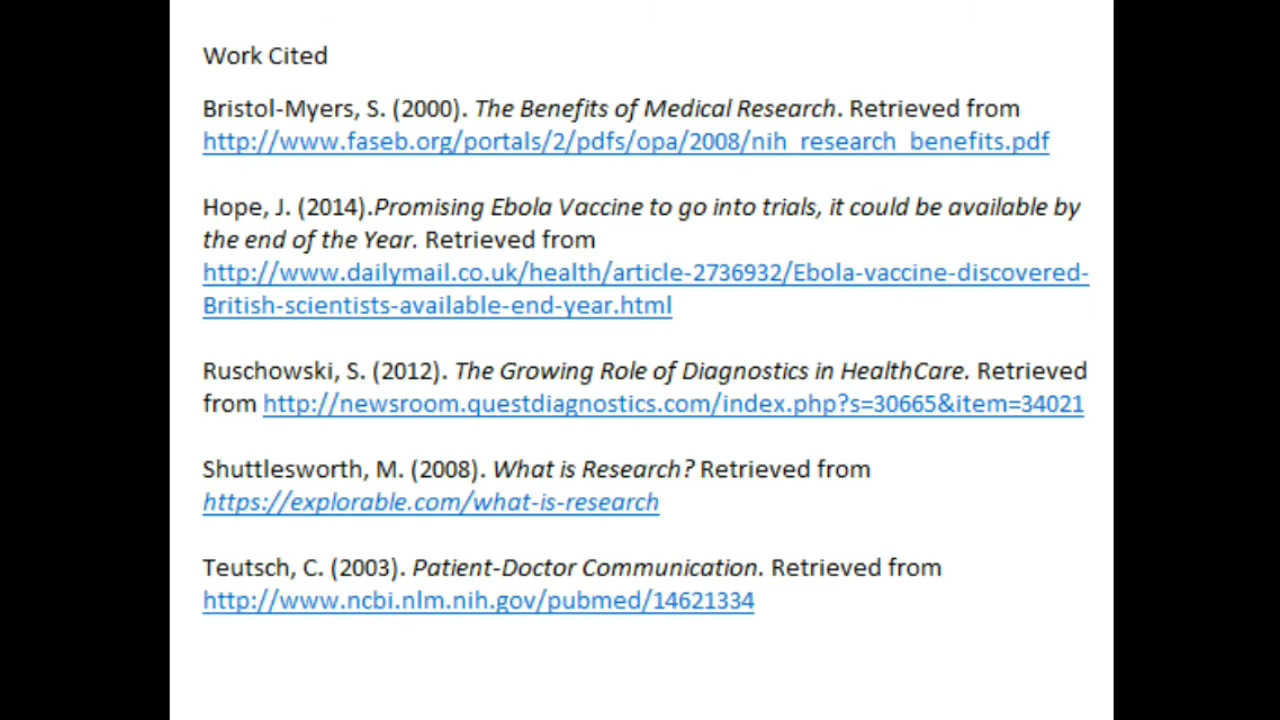 Work Cited
Bristol-Myers, S. (2000). The Benefits of Medical Research. Retrieved from
http://www.faseb.org/portals/2/pdfs/opa/2008/nih_research_benefits.pdf
Hope, J. (2014).Promising Ebola Vaccine to go into trials, it could be available by
the end of the Year. Retrieved from
http://www.dailymail.co.uk/health/article-2736932/Ebola-vaccine-discovered-
British-scientists-available-end-year.html
Ruschowski, S. (2012). The Growing Role of Diagnostics in HealthCare. Retrieved
from http://newsroom.questdiagnostics.com/index.php?s=30665&item=34021
Shuttlesworth, M. (2008). What is Research? Retrieved from
https://explorable.com/what-is-research
Teutsch, C. (2003). Patient-Doctor Communication. Retrieved from
http://www.ncbi.nlm.nih.gov/pubmed/14621334